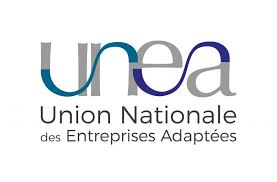 unea
Union Nationale
des Entreprises Adaptées